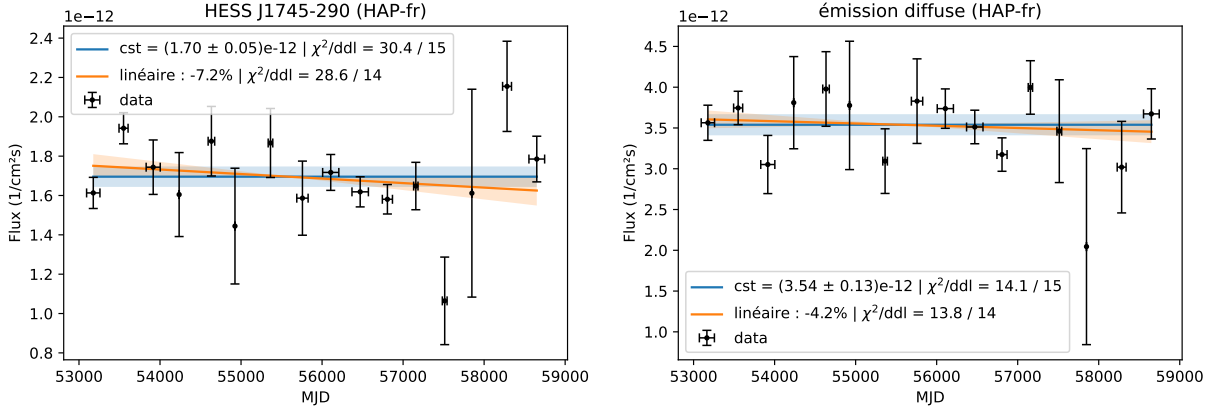 HESS J1745-290 (HAP-fr)
1e−12
cst = (1.70 ± 0.05)e-12 | χ²/ddl = 30.4 / 15
linéaire : -7.2% | χ²/ddl = 28.6 / 14
data
Flux (1/cm²s)
2.4
2.2
2.0
1.8
1.6
1.4
1.2
1.0
0.8
53000 54000 55000 56000 57000 58000 59000
MJD
émission diffuse (HAP-fr)
1e−12
Flux (1/cm²s)
4.5
4.0
3.5
3.0
2.5
2.0
1.5
1.0
cst = (3.54 ± 0.13)e-12 | χ²/ddl = 14.1 / 15
linéaire : -4.2% | χ²/ddl = 13.8 / 14
data
53000 54000 55000 56000 57000 58000 59000
MJD